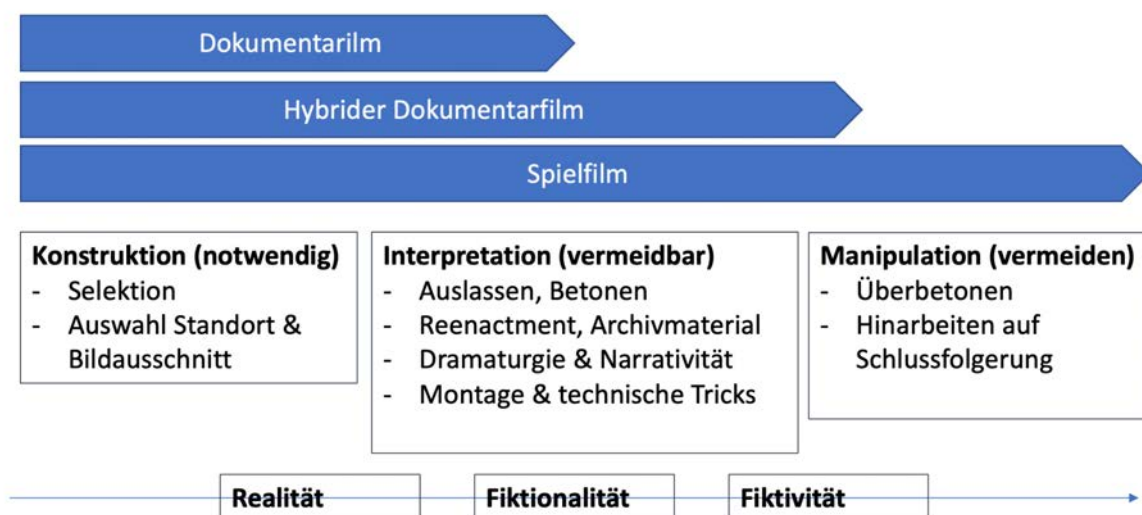 Dokumentarilm
Hybrider Dokumentarfilm
Spielfilm
Konstruktion (notwendig)
- Selektion
- Auswahl Standort &
Bildausschnitt
Interpretation (vermeidbar)
- Auslassen, Betonen
- Reenactment, Archivmaterial
- Dramaturgie & Narrativität
- Montage & technische Tricks
Manipulation (vermeiden)
- Überbetonen
- Hinarbeiten auf
Schlussfolgerung
Realität
Fiktionalität
Fiktivität